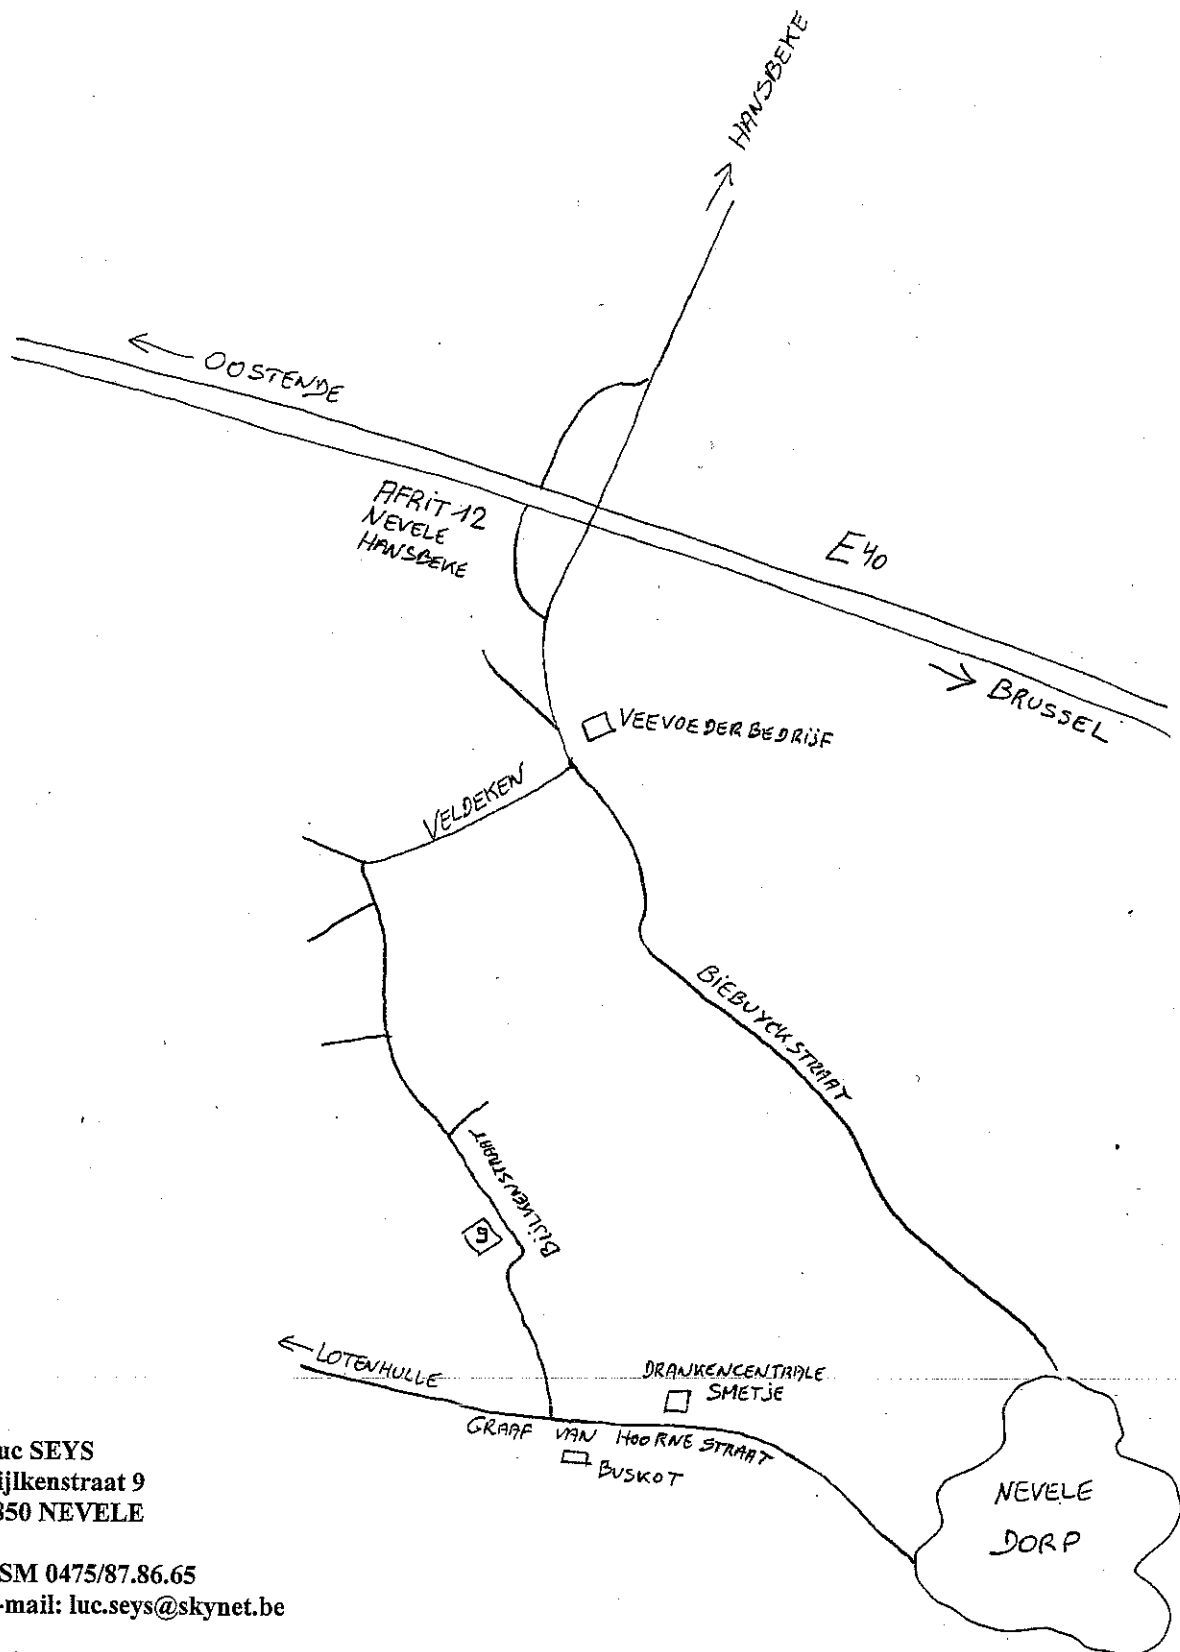 HANSBEKE
OOSTENDE
AFRIT 12
NEVELE
HANSBEKE
E40
BRUSSEL
VEEVOEDERBEDRIJF
VELDEKEN
BIEBUYCKSTRAAT
BIJLKENSTRAAT
9
LOTENHULLE
DRANKENCENTRALE
SMETJE
GRAAF VAN HOORNE STRAAT
BUSKOT
NEVELE
DORP
uc SEYS
ijlkenstraat 9
850 NEVELE
SM 0475/87.86.65
-mail: luc.seys@skynet.be